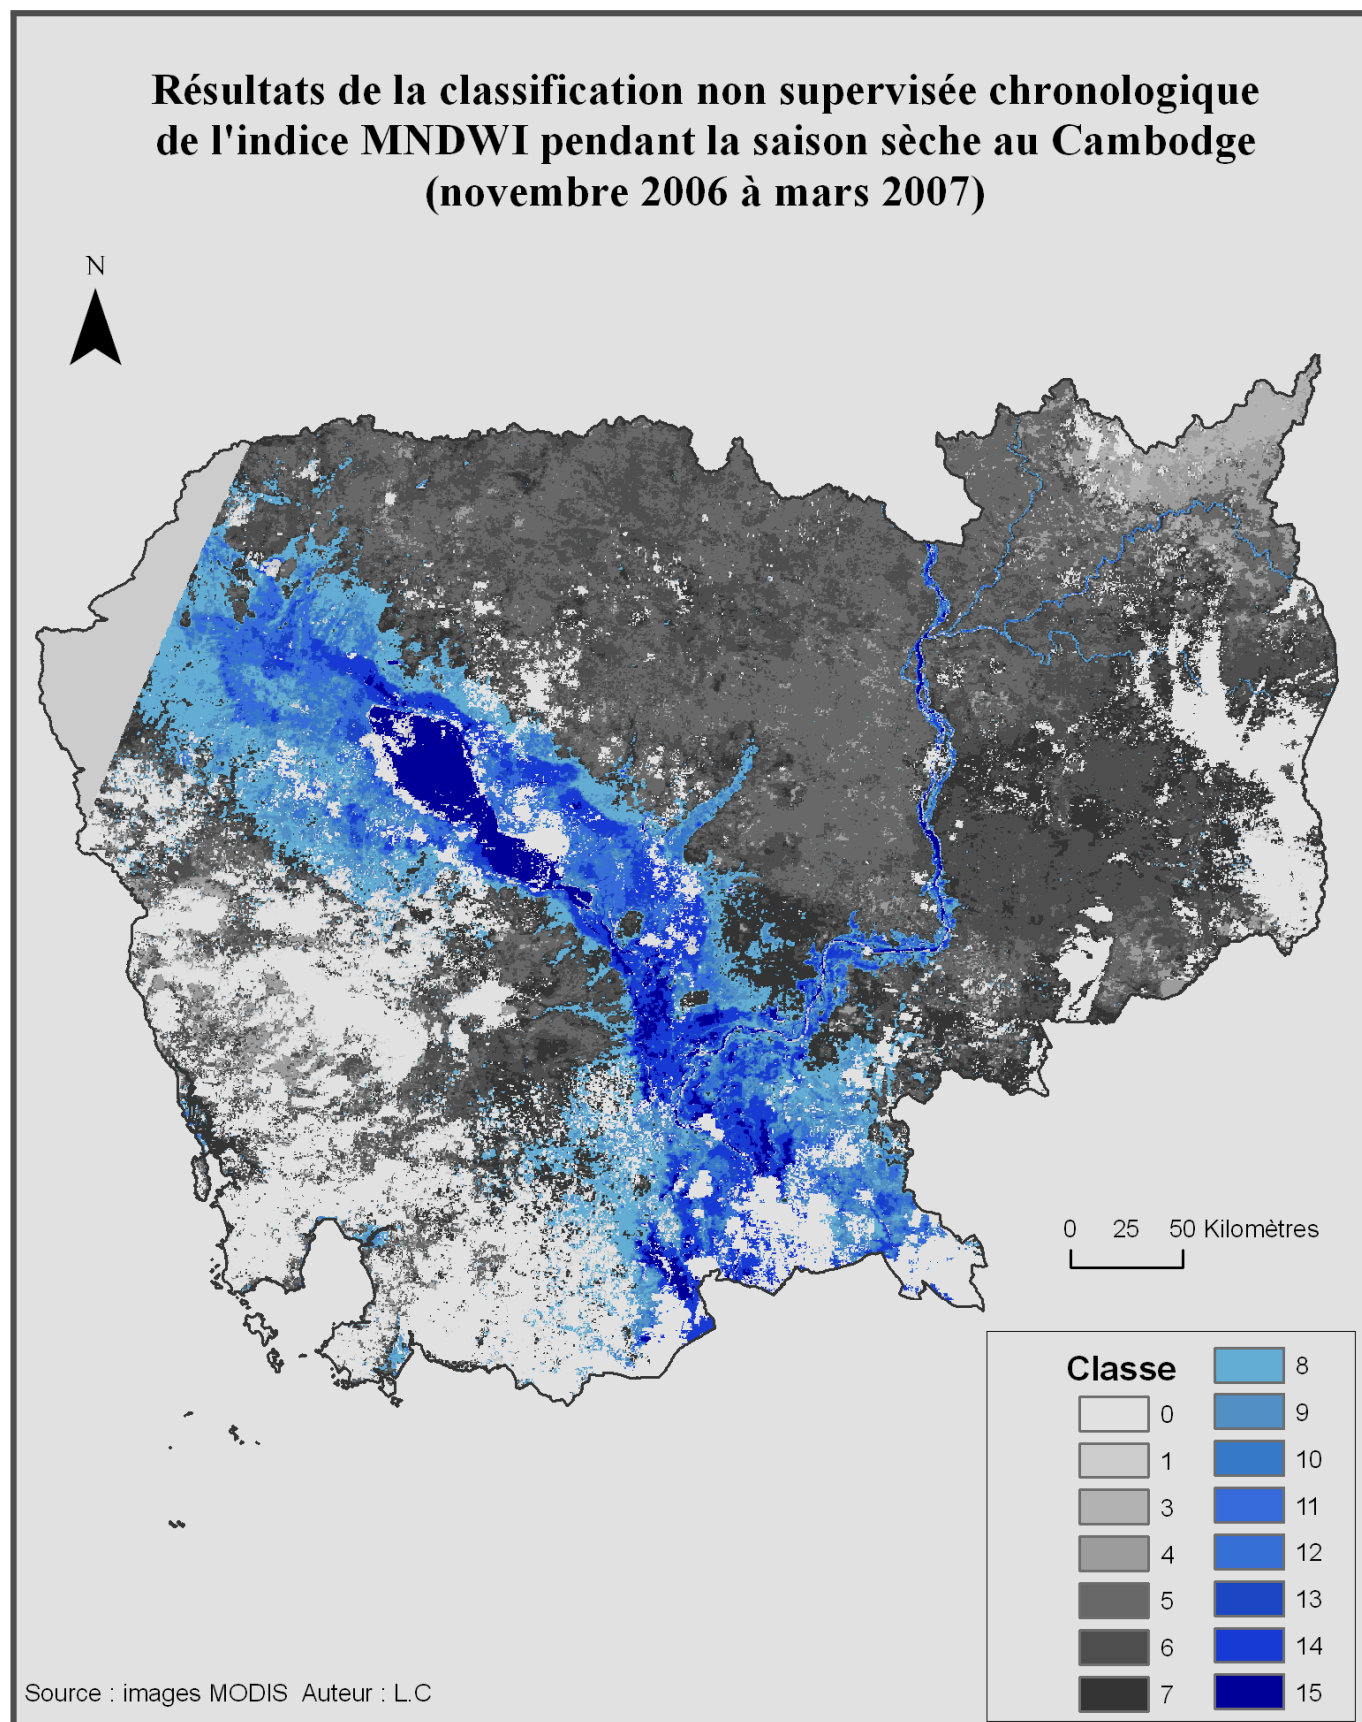 Résultats de la classification non supervisée chronologique
de l'indice MNDWI pendant la saison sèche au Cambodge
(novembre 2006 à mars 2007)
N
0 25 50 Kilomètres
Classe
0
1
3
4
5
6
7
8
9
10
11
12
13
14
15
Source : images MODIS Auteur : L.C